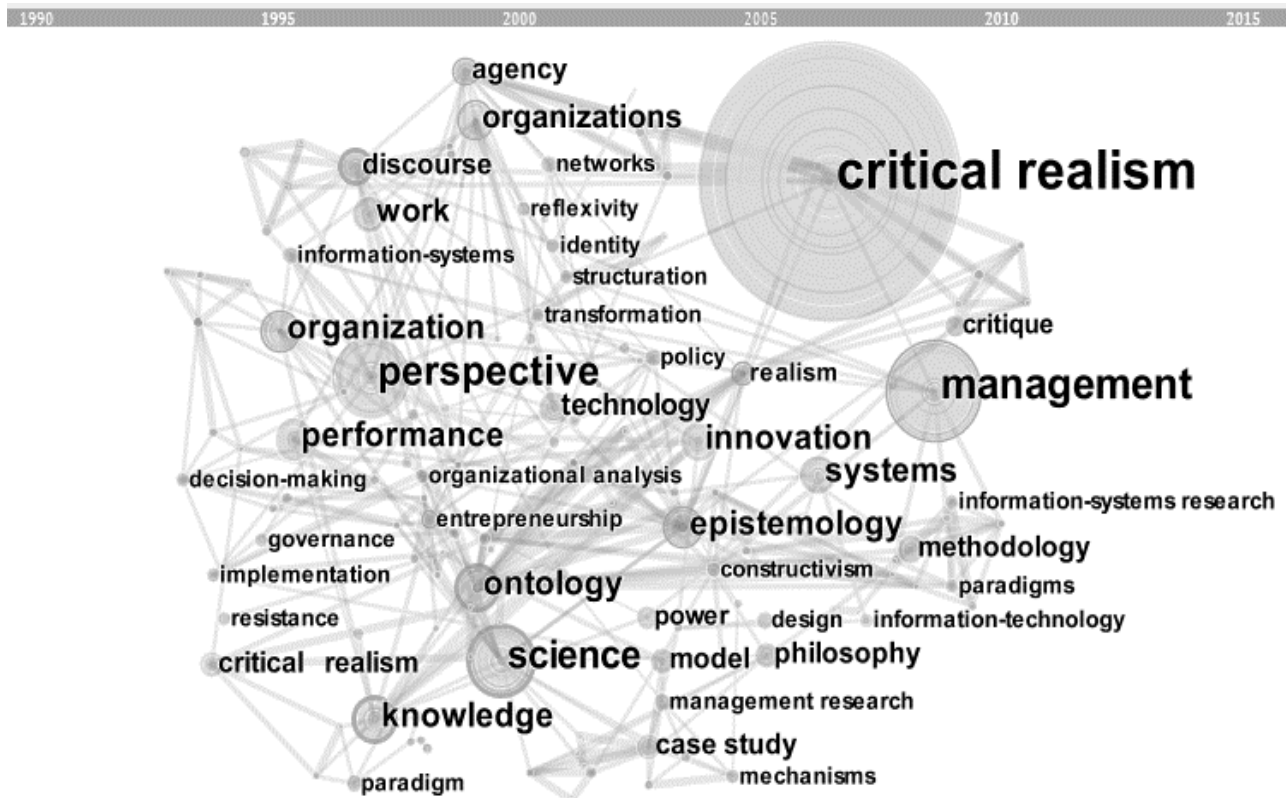 1990 1995 2000 2005 2010 2015
agency
organizations
discourse
networks
critical realism
work
reflexivity
information-systems
identity
structuration
transformation
organization
critique
perspective
policy
realism
management
technology
performance
innovation
decision-making
organizational analysis
systems
information-systems research
governance
entrepreneurship
epistemology
methodology
implementation
ontology
constructivism
paradigms
resistance
power
design
information-technology
critical realism
science
model
philosophy
knowledge
management research
case study
paradigm
mechanisms